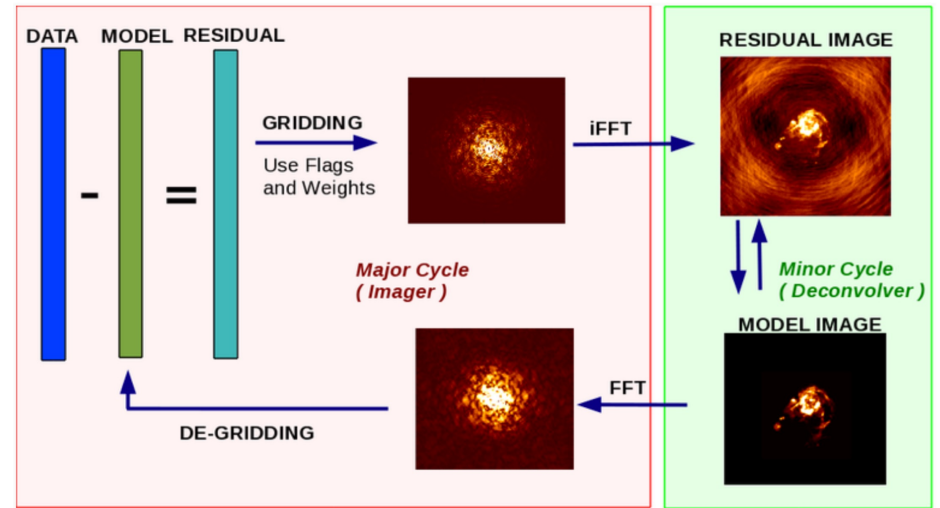 DATA MODEL RESIDUAL
-
=
GRIDDING
Use Flags
and Weights
iFFT
RESIDUAL IMAGE
Major Cycle
( Imager )
Minor Cycle
( Deconvolver )
MODEL IMAGE
FFT
DE-GRIDDING